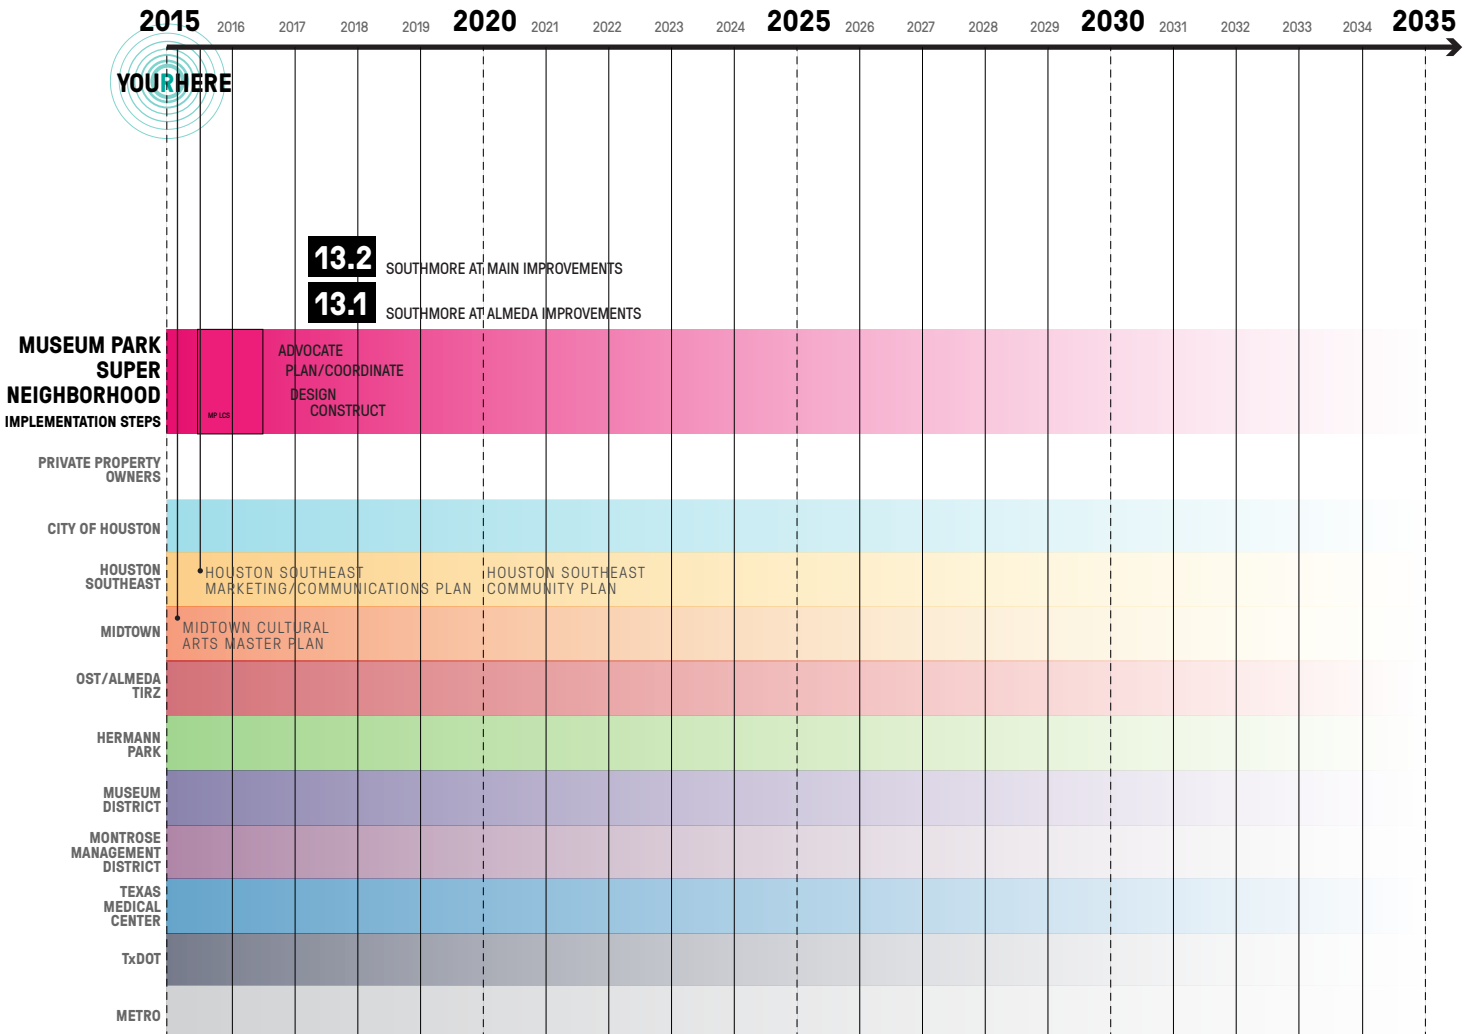 2015 2016 2017 2018 2019 2020 2021 2022 2023 2024 2025 2026 2027 2028 2029 2030 2031 2032 2033 2034 2035
YOURHERE
13.2 SOUTHMORE AT MAIN IMPROVEMENTS
13.1 SOUTHMORE AT ALMEDA IMPROVEMENTS
MUSEUM PARK
SUPER
NEIGHBORHOOD
IMPLEMENTATION STEPS
MP LCS
ADVOCATE
PLAN/COORDINATE
DESIGN
CONSTRUCT
PRIVATE PROPERTY
OWNERS
CITY OF HOUSTON
HOUSTON
SOUTHEAST
HOUSTON SOUTHEAST
MARKETING/COMMUNICATIONS PLAN
HOUSTON SOUTHEAST
COMMUNITY PLAN
MIDTOWN
MIDTOWN CULTURAL
ARTS MASTER PLAN
OST/ALMEDA
TIRZ
HERMANN
PARK
MUSEUM
DISTRICT
MONTROSE
MANAGEMENT
DISTRICT
TEXAS
MEDICAL
CENTER
TxDOT
METRO